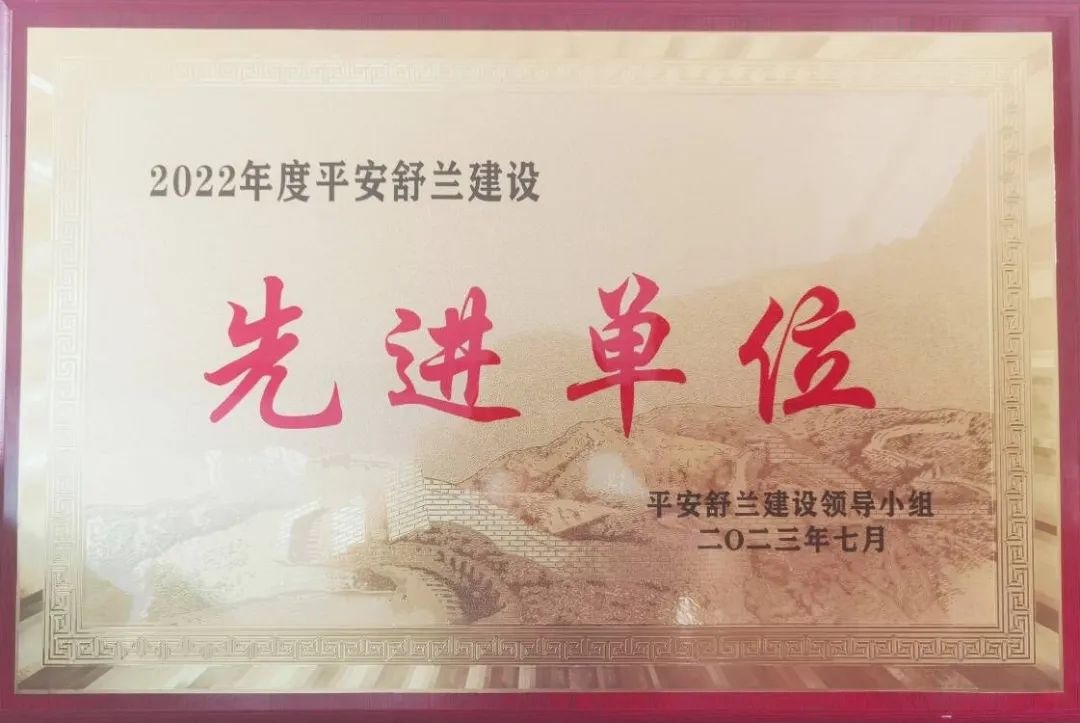 2022年度平安舒兰建设
先进单位
平安舒兰建设领导小组
二〇二三年七月